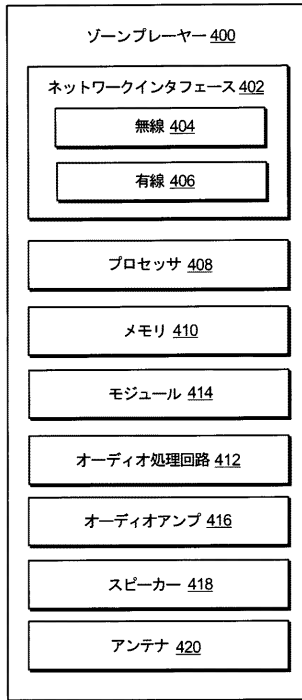 ゾーンプレーヤー 400
ネットワークインタフェース 402
無線 404
有線 406
プロセッサ 408
メモリ 410
モジュール 414
オーディオ処理回路 412
オーディオアンプ 416
スピーカー 418
アンテナ 420